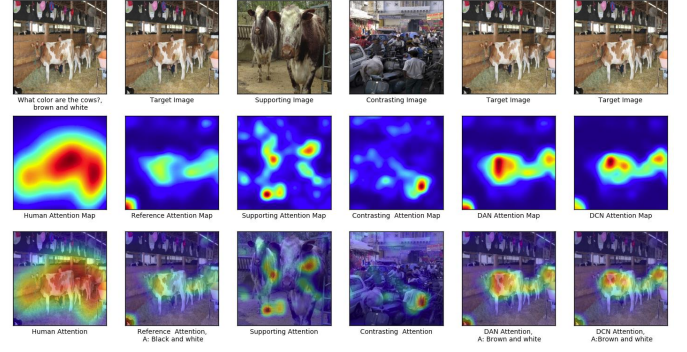 What color are the cows?,
brown and white
Target Image
Supporting Image
Contrasting Image
Target Image
Target Image
Human Attention Map
Reference Attention Map
Supporting Attention Map
Contrasting  Attention Map
DAN Attention Map
DCN Attention Map
Human Attention
Reference  Attention,
A: Black and white
Supporting Attention
Contrasting  Attention
DAN Attention,
A: Brown and white
DCN Attention,
A:Brown and white